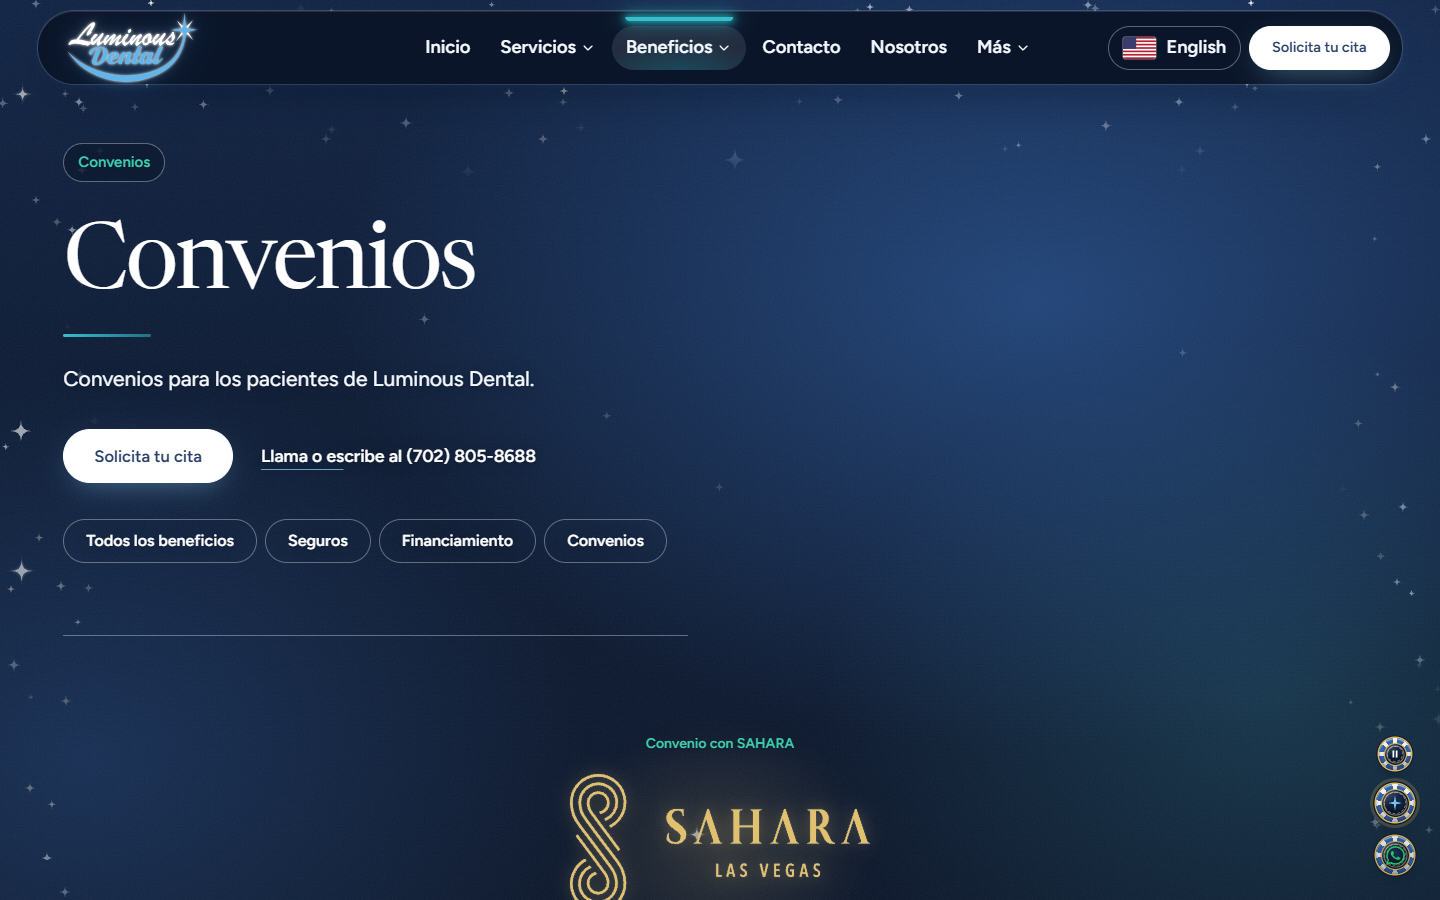 Luminous
Dental
Inicio
Servicios
Beneficios
Contacto
Nosotros
Más
English
Solicita tu cita
Convenios
Convenios
Convenios para los pacientes de Luminous Dental.
Solicita tu cita
Llama o escribe al (702) 805-8688
Todos los beneficios
Seguros
Financiamiento
Convenios
Convenio con SAHARA
SAHARA
LAS VEGAS